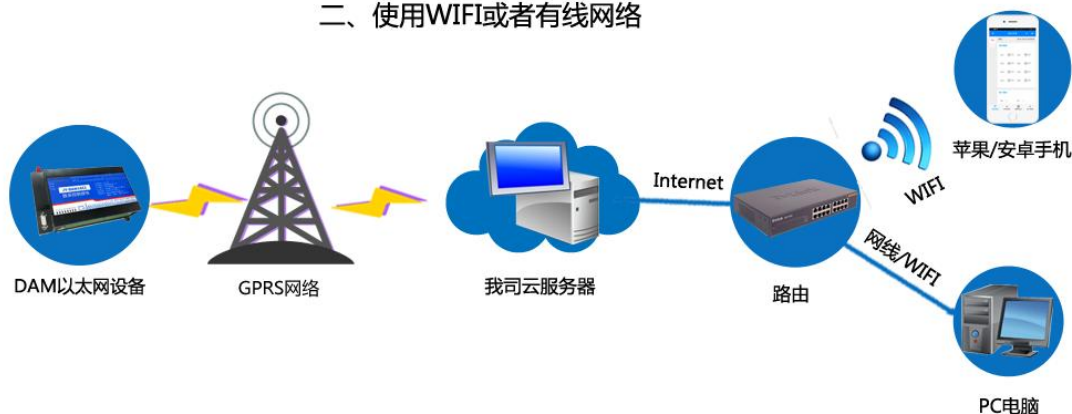 二、使用WIFI或者有线网络
苹果/安卓手机
Internet
WIFI
网线/WIFI
DAM以太网设备
GPRS网络
我司云服务器
路由
PC电脑